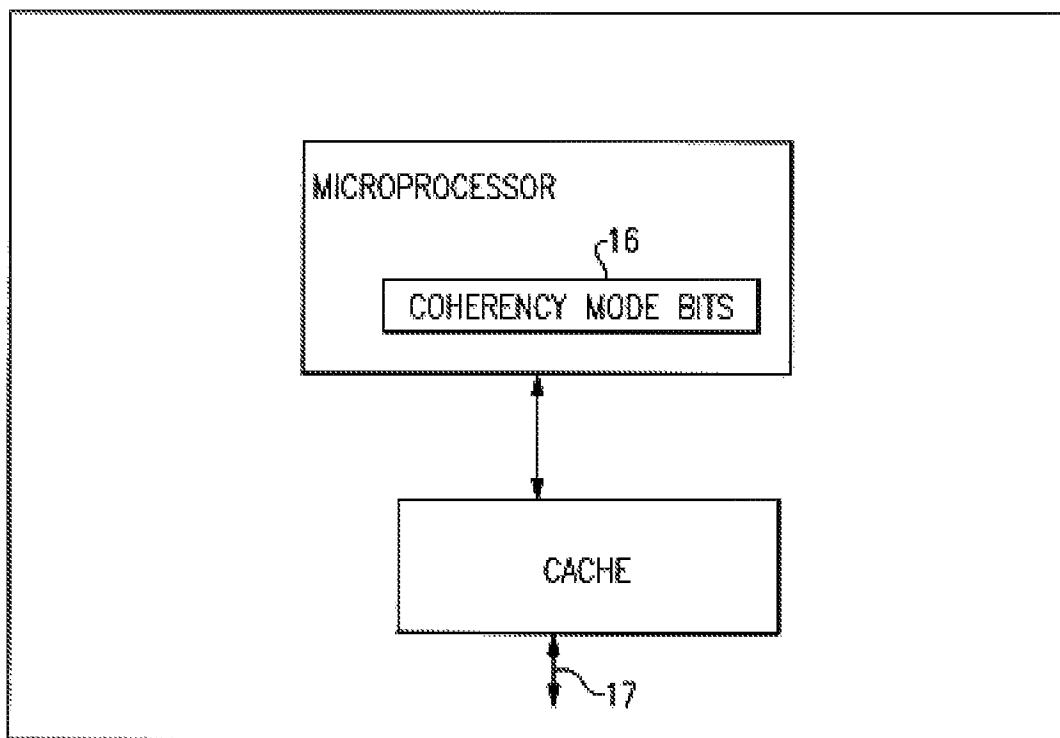 MICROPROCESSOR
16
COHERENCY MODE BITS
CACHE
17